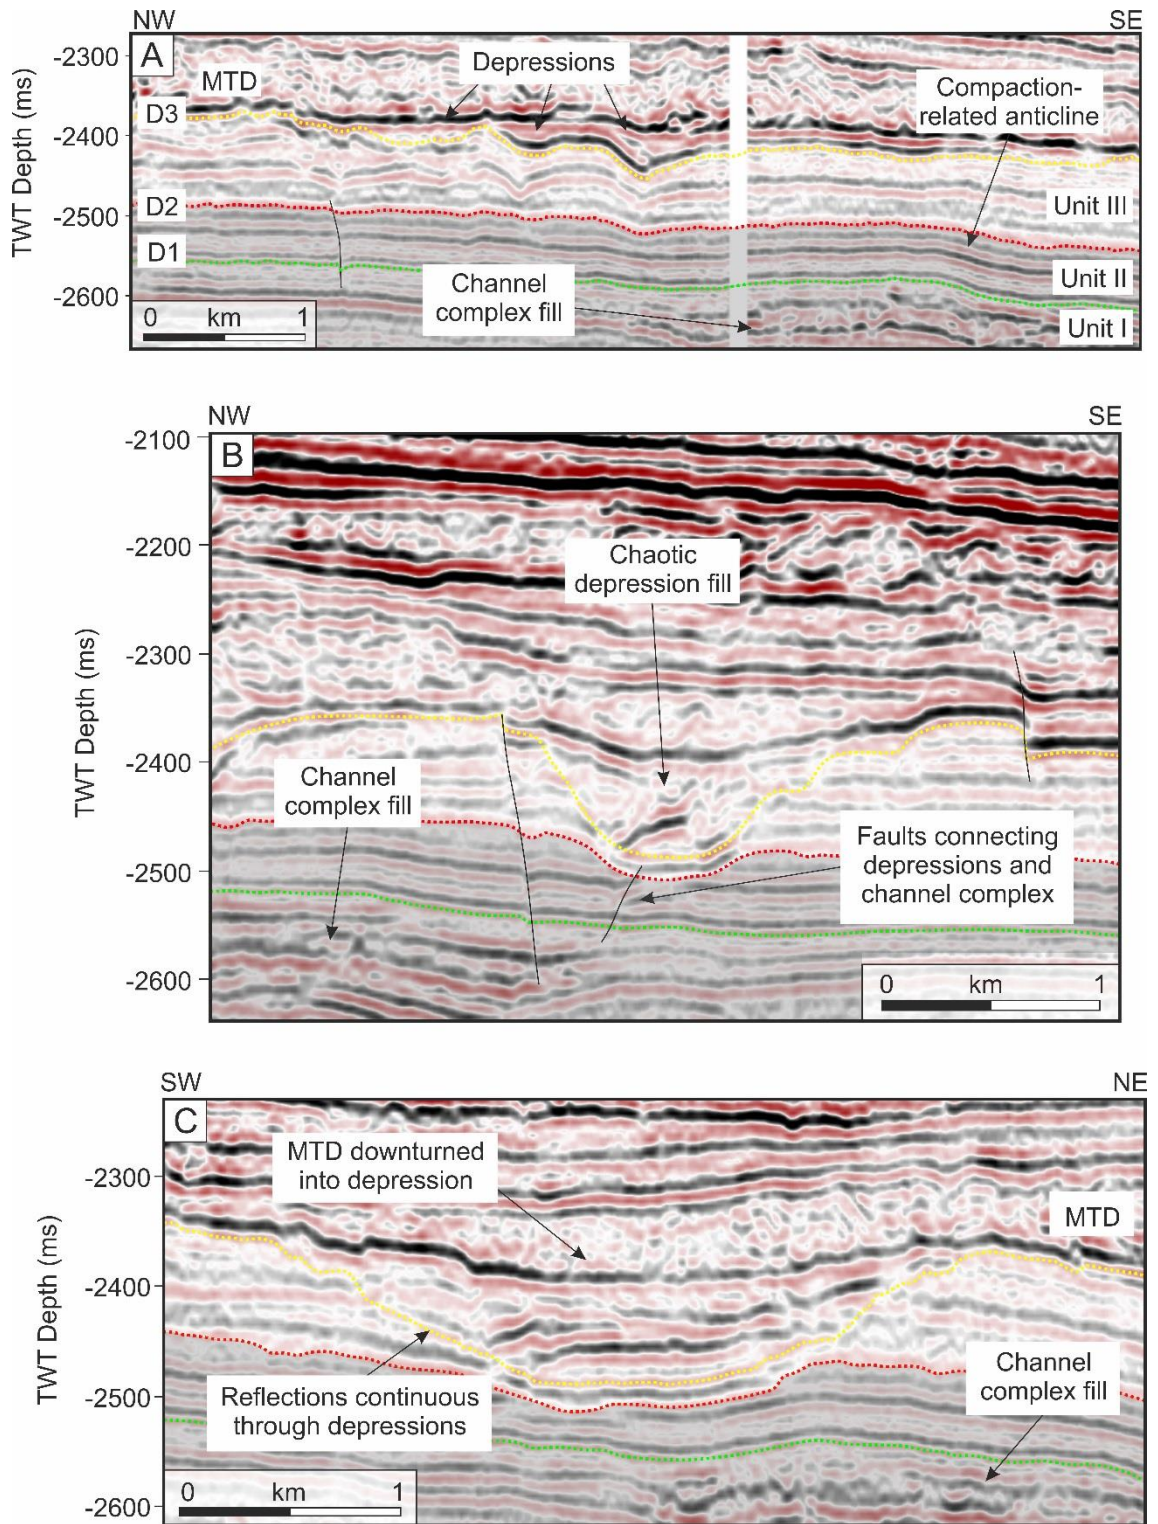 NW
SE
A
-2300
-2400
-2500
-2600
TWT Depth (ms)
MTD
D3
D2
D1
Depressions
Compaction-
related anticline
Unit III
Unit II
Unit I
Channel
complex fill
0 km 1
NW
SE
B
-2100
-2200
-2300
-2400
-2500
-2600
TWT Depth (ms)
Chaotic
depression fill
Channel
complex fill
Faults connecting
depressions and
channel complex
0 km 1
SW
NE
C
-2300
-2400
-2500
-2600
TWT Depth (ms)
MTD downturned
into depression
MTD
Reflections continuous
through depressions
Channel
complex fill
0 km 1